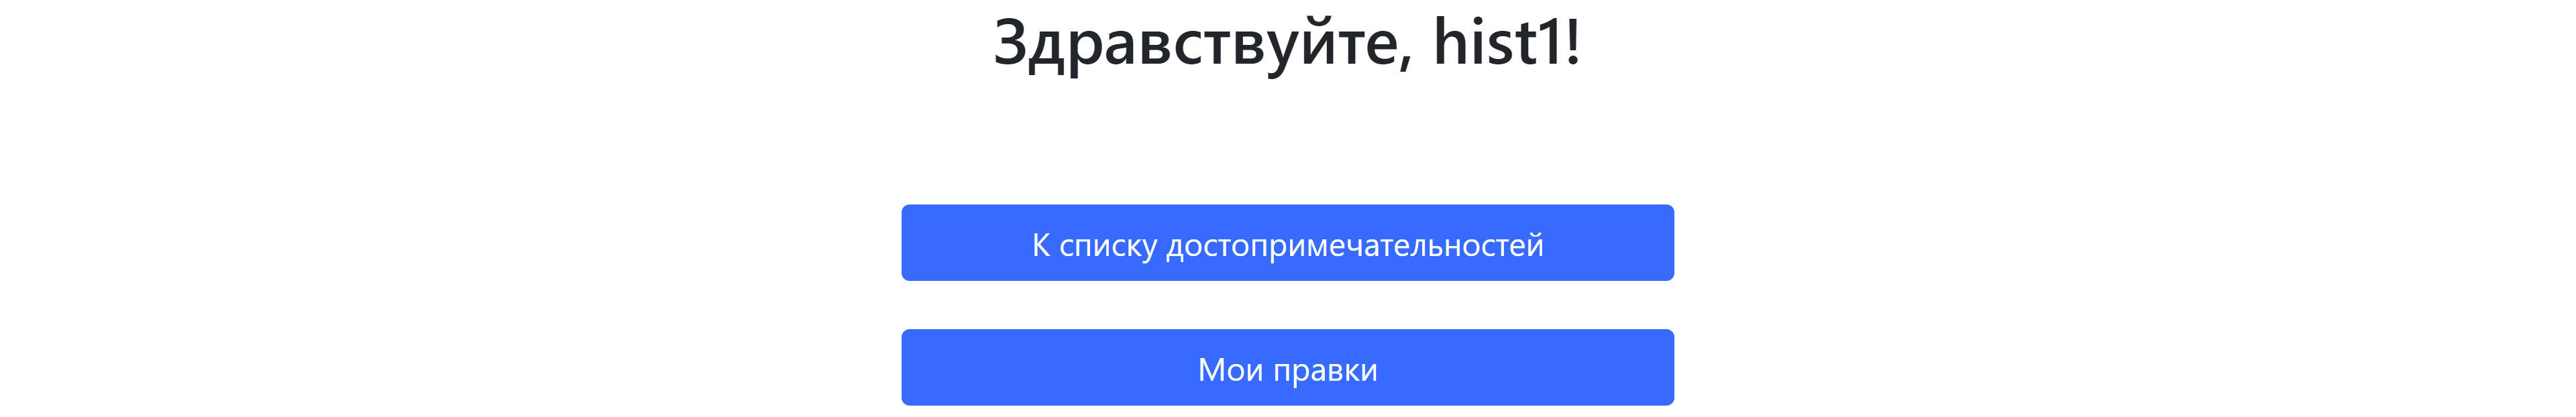 Здравствуйте, hist1!
К списку достопримечательностей
Мои правки